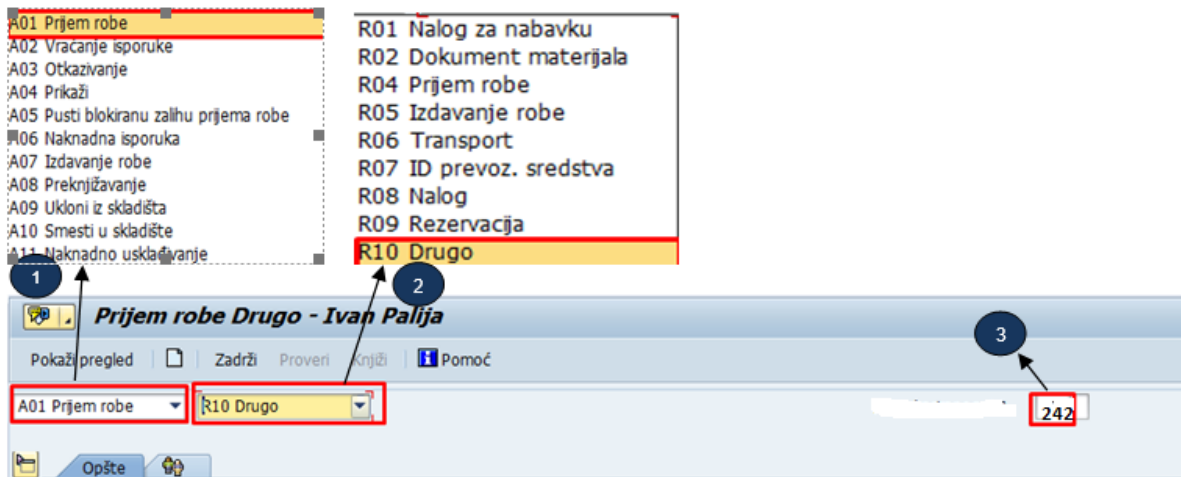 A01 Prijem robe
A02 Vraćanje isporuke
A03 Otkazivanje
A04 Prikaži
A05 Pusti blokiranu zalihu prijema robe
A06 Naknadna isporuka
A07 Izdavanje robe
A08 Preknjižavanje
A09 Ukloni iz skladišta
A10 Smesti u skladište
A11 Naknadno usklađivanje
R01 Nalog za nabavku
R02 Dokument materijala
R04 Prijem robe
R05 Izdavanje robe
R06 Transport
R07 ID prevoz. sredstva
R08 Nalog
R09 Rezervacija
R10 Drugo
1
2
Prijem robe Drugo - Ivan Palija
3
Pokaži pregled Zadrži Proveri Knjiži Pomoć
A01 Prijem robe R10 Drugo 242
Opšte